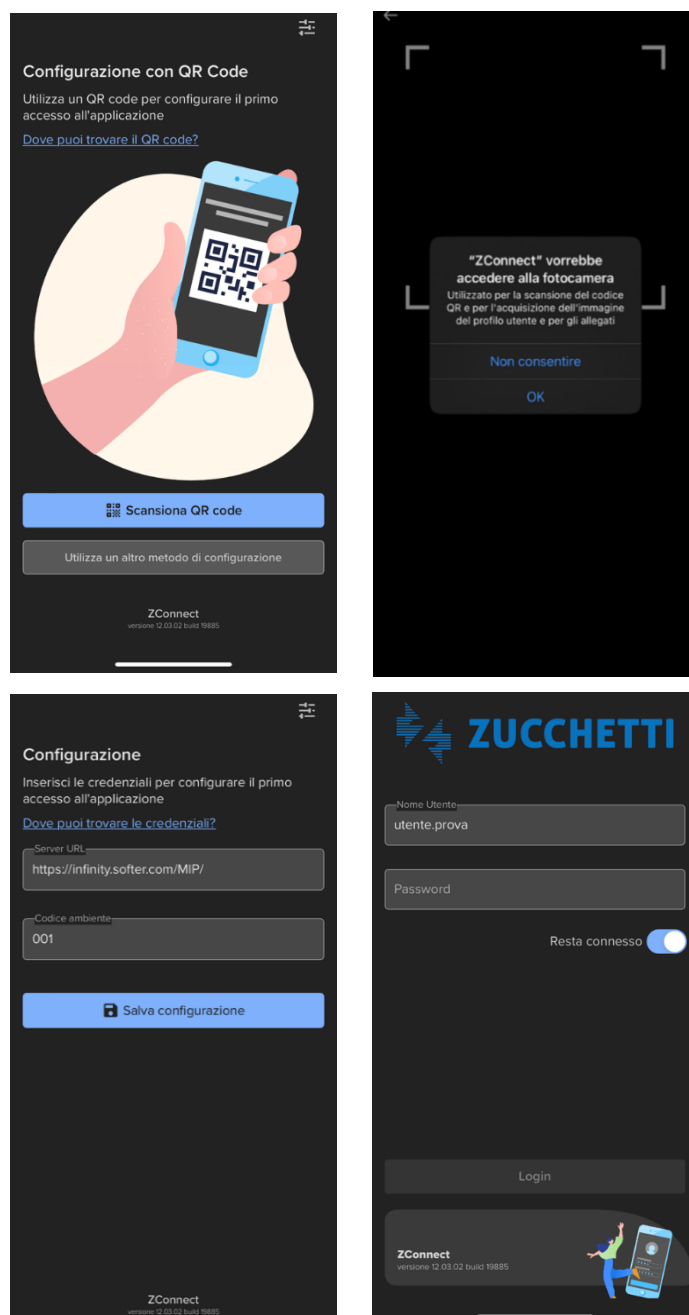 Configurazione con QR Code
Utilizza un QR code per configurare il primo
accesso all'applicazione
Dove puoi trovare il QR code?
Scansiona QR code
Utilizza un altro metodo di configurazione
ZConnect
versione 12.03.02 build 19885
"ZConnect" vorrebbe
accedere alla fotocamera
Utilizzato per la scansione del codice
QR e per l'acquisizione dell'immagine
del profilo utente e per gli allegati
Non consentire
OK
Configurazione
Inserisci le credenziali per configurare il primo
accesso all'applicazione
Dove puoi trovare le credenziali?
Server URL
https://infinity.softer.com/MIP/
Codice ambiente
001
Salva configurazione
ZConnect
versione 12.03.02 build 19885
ZUCCHETTI
Nome Utente
utente.prova
Password
Resta connesso
Login
ZConnect
versione 12.03.02 build 19885